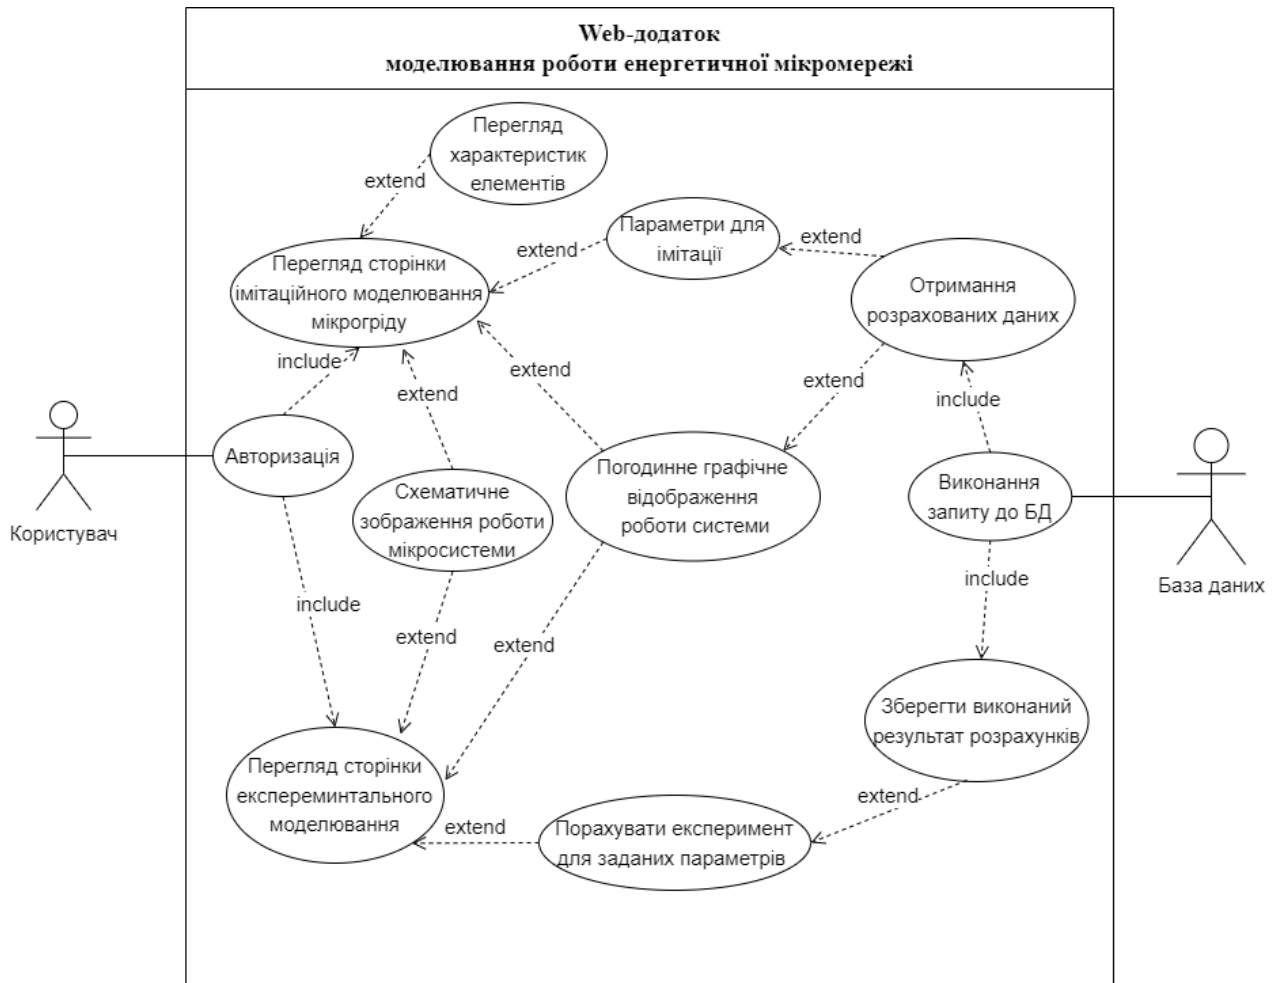 Web-додаток
моделювання роботи енергетичної мікромережі
Перегляд
характеристик
елементів
extend
Параметри для
імітації
extend
extend
Перегляд сторінки
імітаційного моделювання
мікрогріду
Отримання
розрахованих даних
include
extend
extend
extend
include
Користувач
Авторизація
Схематичне
зображення роботи
мікросистеми
Погодинне графічне
відображення
роботи системи
Виконання
запиту до БД
База даних
include
include
extend
extend
Зберегти виконаний
результат розрахунків
Перегляд сторінки
експереминтального
моделювання
extend
extend
Порахувати експеримент
для заданих параметрів